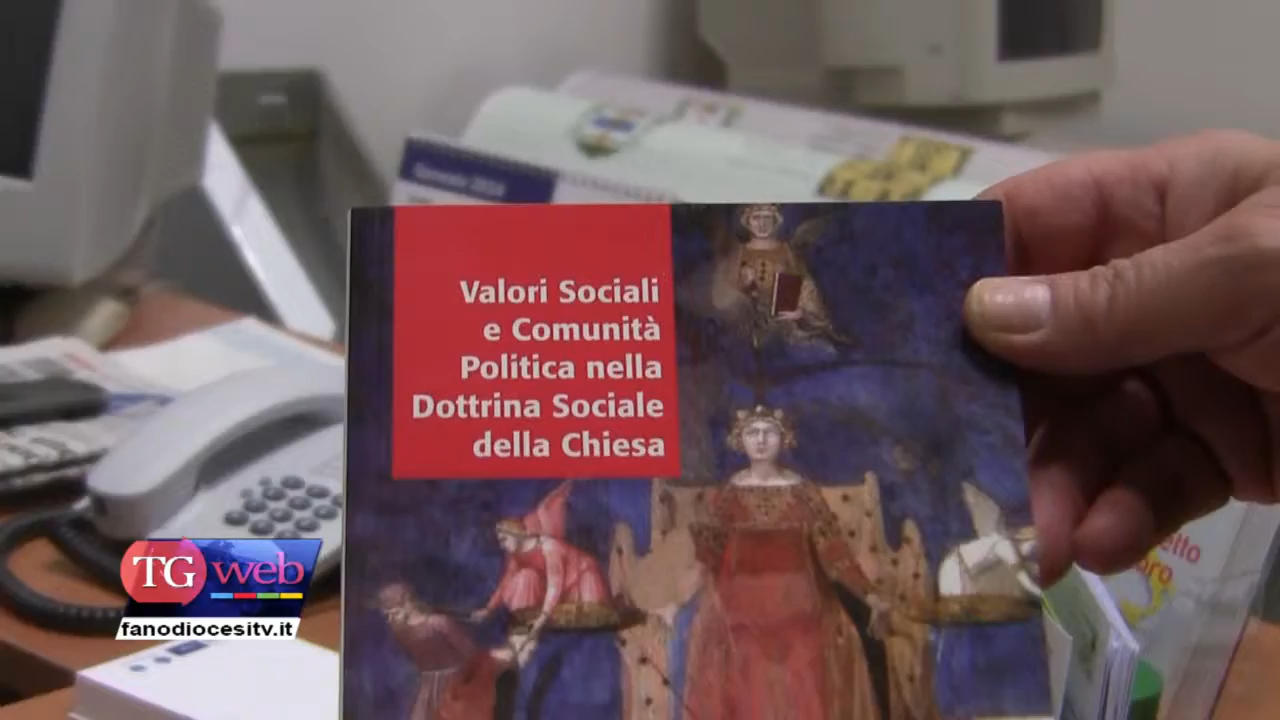 Valori Sociali
e Comunità
Politica nella
Dottrina Sociale
della Chiesa
TG web
fanodiocesitv.it